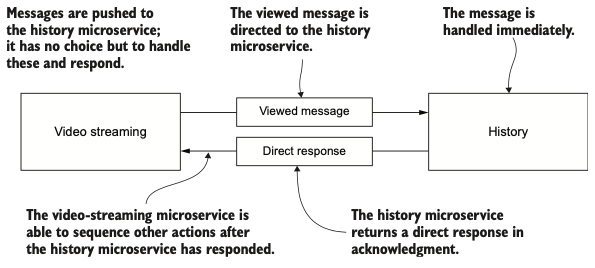 Messages are pushed to
the history microservice;
it has no choice but to handle
these and respond.
The viewed message is
directed to the history
microservice.
The message is
handled immediately.
Video streaming
Viewed message
Direct response
History
The video-streaming microservice is
able to sequence other actions after
the history microservice has responded.
The history microservice
returns a direct response in
acknowledgment.